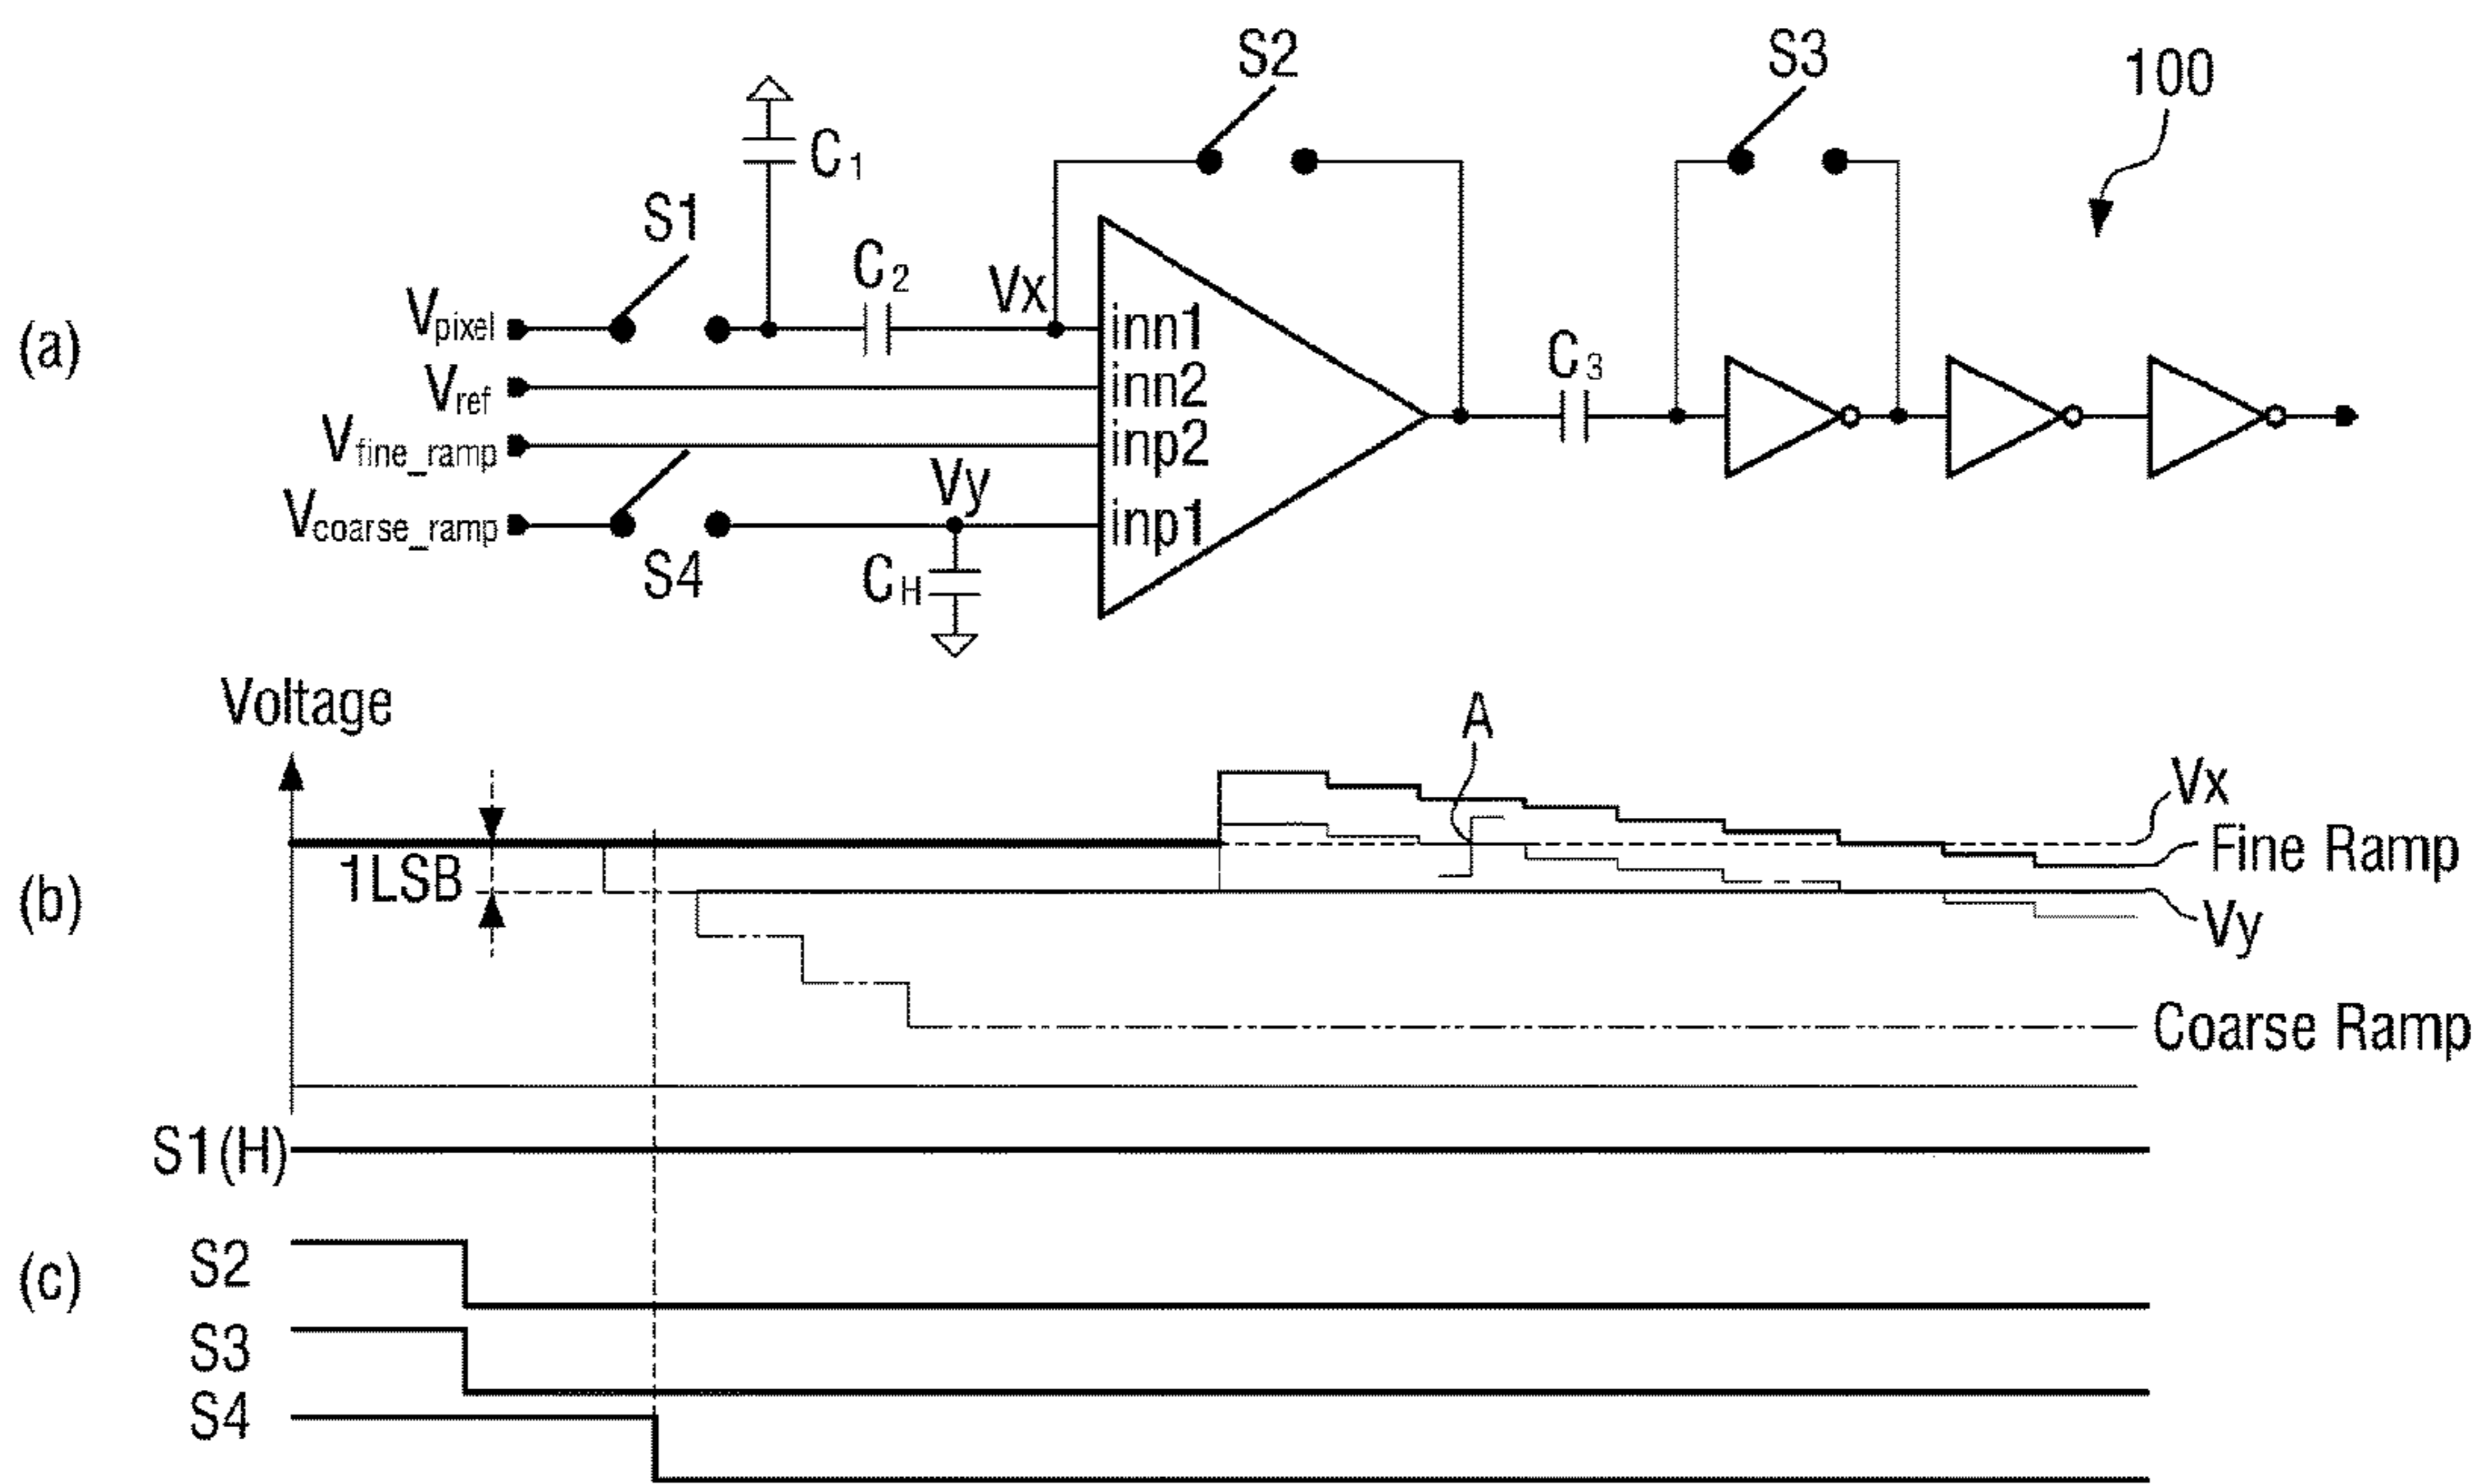 (a)
100
S1
S2
S3
C1
C2
C3
Vx
Vpixel
Vref
Vfine_ramp
Vcoarse_ramp
S4
Vy
CH
inn1
inn2
inp2
inp1
(b)
Voltage
1LSB
A
Vx
Fine Ramp
Vy
Coarse Ramp
(c)
S1(H)
S2
S3
S4